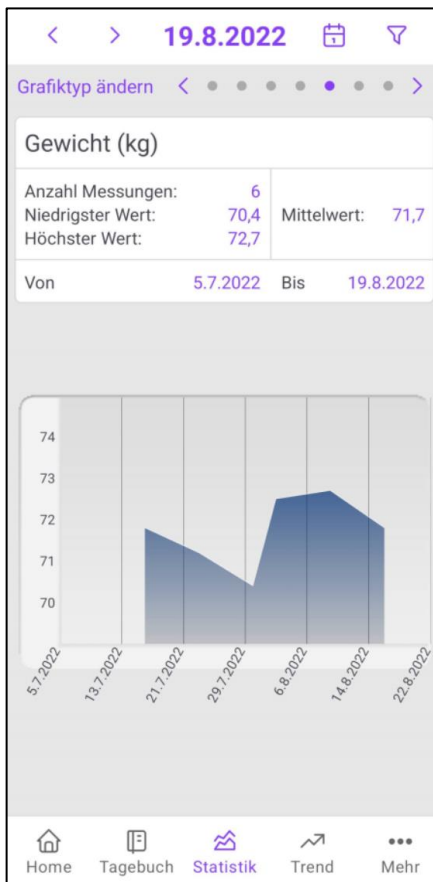 19.8.2022
1
Grafiktyp ändern
Gewicht (kg)
Anzahl Messungen: 6
Niedrigster Wert: 70,4
Höchster Wert: 72,7
Mittelwert: 71,7
Von 5.7.2022 Bis 19.8.2022
74
73
72
71
70
5.7.2022
13.7.2022
21.7.2022
29.7.2022
6.8.2022
14.8.2022
22.8.2022
Home Tagebuch Statistik Trend Mehr